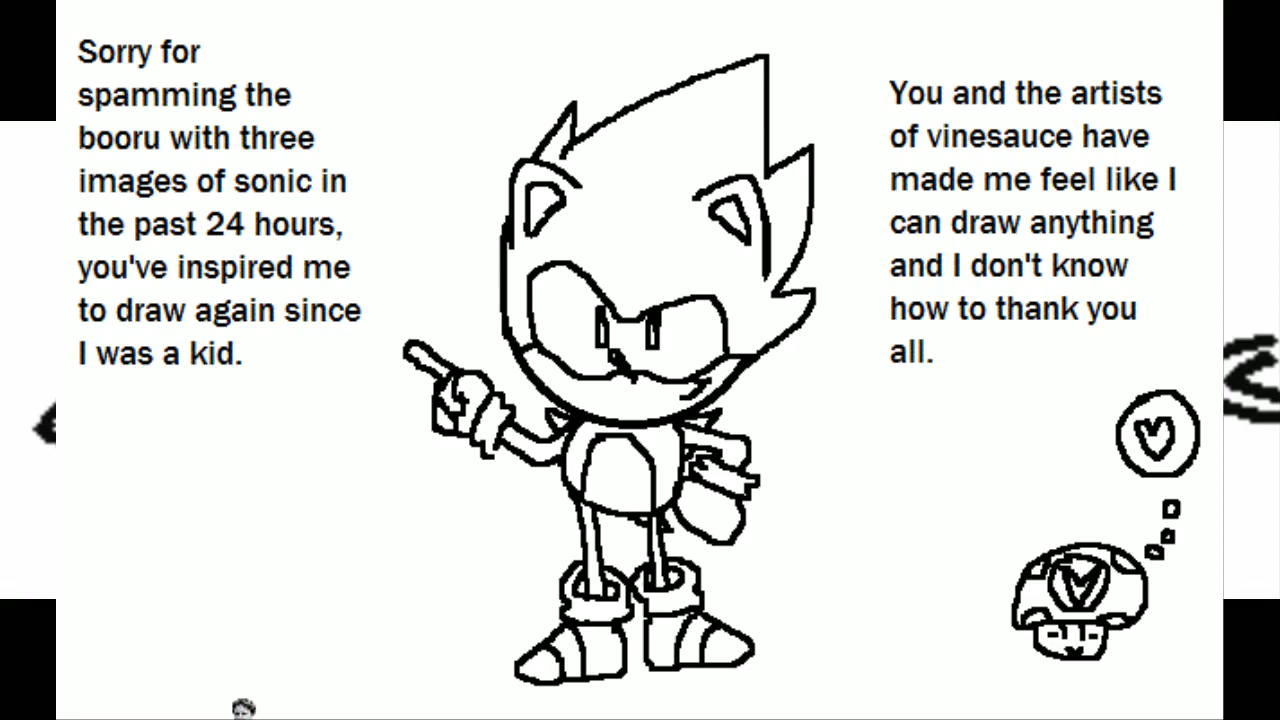 Sorry for
spamming the
booru with three
images of sonic in
the past 24 hours,
you've inspired me
to draw again since
I was a kid.
You and the artists
of vinesauce have
made me feel like I
can draw anything
and I don't know
how to thank you
all.